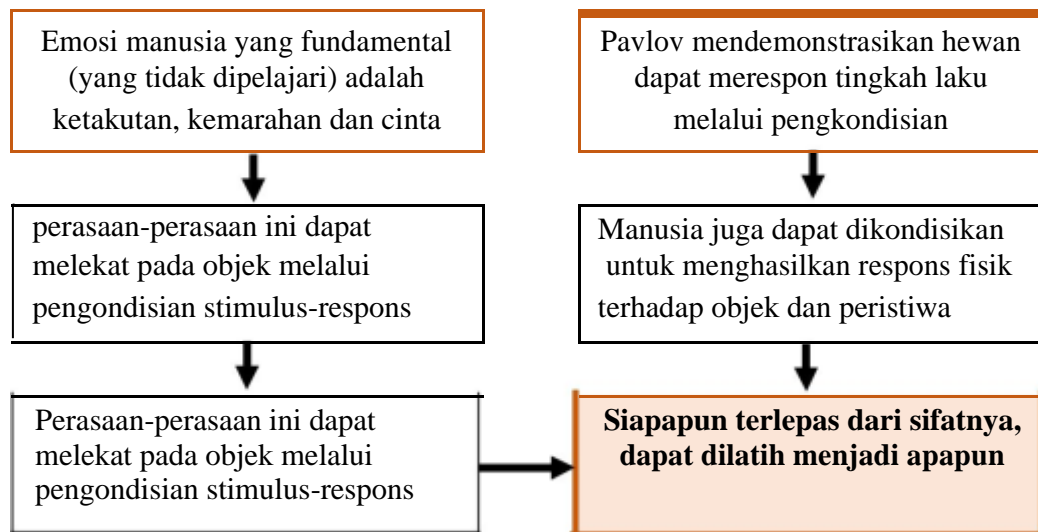 Emosi manusia yang fundamental
(yang tidak dipelajari) adalah
ketakutan, kemarahan dan cinta
perasaan-perasaan ini dapat
melekat pada objek melalui
pengondisian stimulus-respons
Perasaan-perasaan ini dapat
melekat pada objek melalui
pengondisian stimulus-respons
Pavlov mendemonstrasikan hewan
dapat merespon tingkah laku
melalui pengkondisian
Manusia juga dapat dikondisikan
untuk menghasilkan respons fisik
terhadap objek dan peristiwa
Siapapun terlepas dari sifatnya,
dapat dilatih menjadi apapun